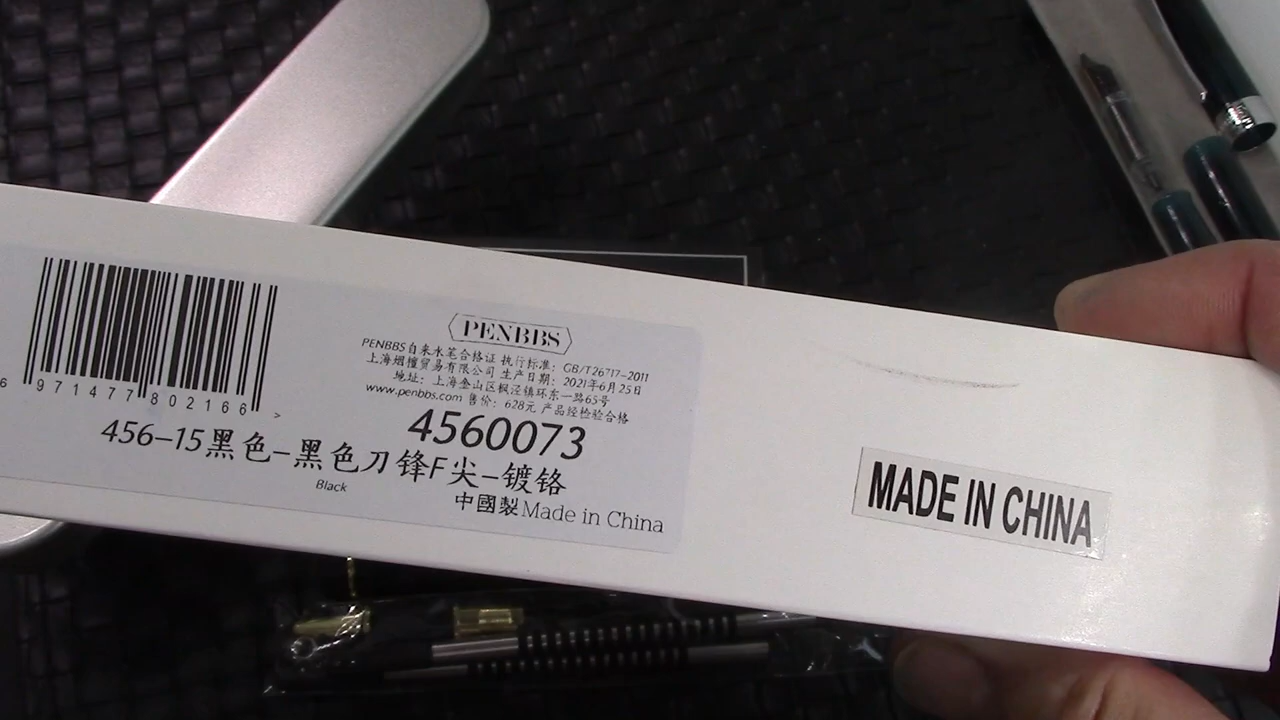 PENBBS
PENBBS自来水笔合格证 执行标准：GB/T26717-2011
上海烟檀贸易有限公司 生产日期：2021年6月25日
地址：上海金山区枫泾镇环东一路65号
www.penbbs.com 售价：628元 产品经检验合格
4560073
6 971477 802166 >
456-15黑色-黑色刀锋F尖-镀铬
Black
中國製Made in China
MADE IN CHINA